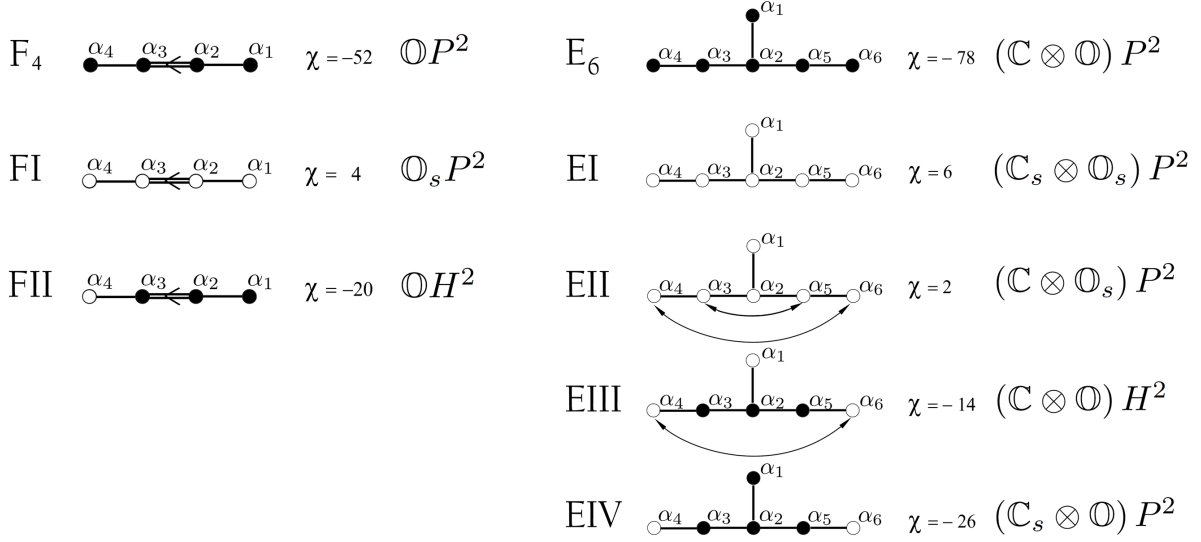 F₄ α₄ α₃ α₂ α₁ χ = −52 𝕆P²
FI α₄ α₃ α₂ α₁ χ = 4 𝕆ₛP²
FII α₄ α₃ α₂ α₁ χ = −20 𝕆H²
α₁
E₆ α₄ α₃ α₂ α₅ α₆ χ = − 78 (ℂ ⊗ 𝕆) P²
α₁
EI α₄ α₃ α₂ α₅ α₆ χ = 6 (ℂₛ ⊗ 𝕆ₛ) P²
α₁
EII α₄ α₃ α₂ α₅ α₆ χ = 2 (ℂ ⊗ 𝕆ₛ) P²
α₁
EIII α₄ α₃ α₂ α₅ α₆ χ = − 14 (ℂ ⊗ 𝕆) H²
α₁
EIV α₄ α₃ α₂ α₅ α₆ χ = − 26 (ℂₛ ⊗ 𝕆) P²